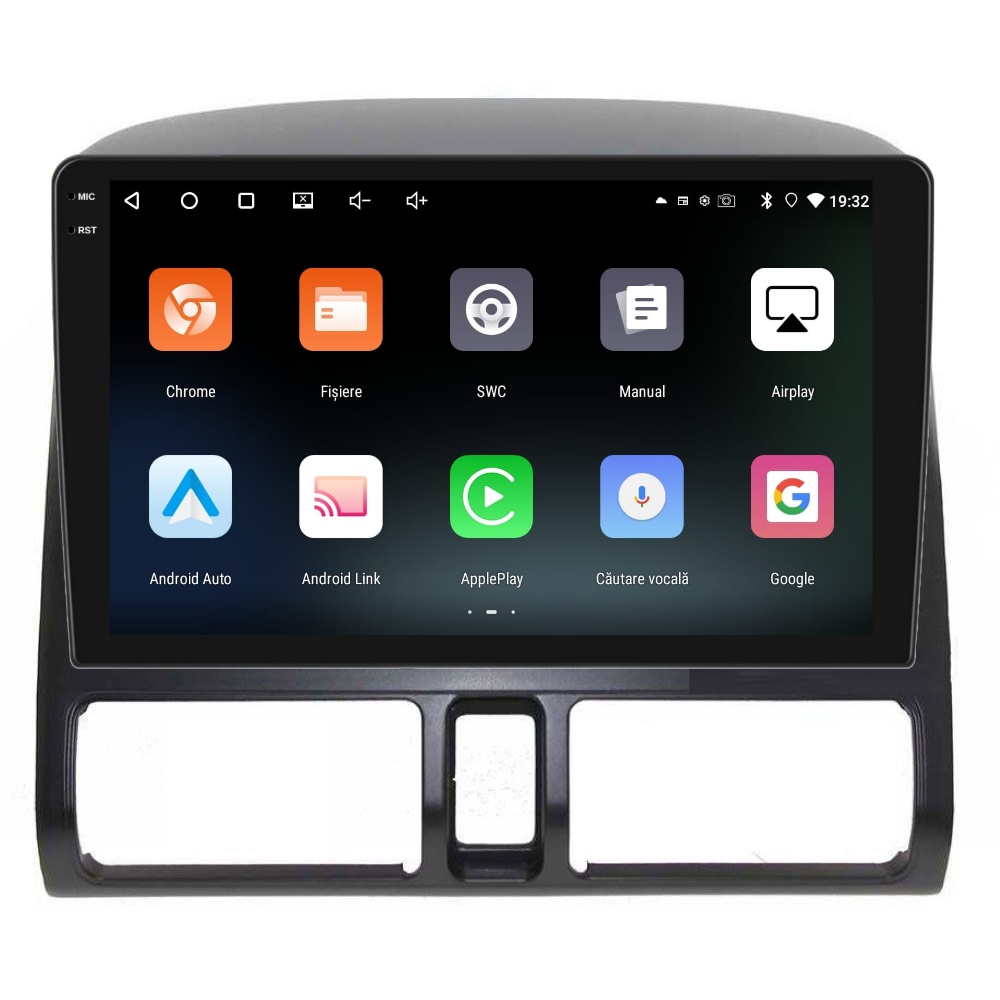 MIC
19:32
RST
Chrome Fișiere SWC Manual Airplay
Android Auto Android Link ApplePlay Căutare vocală Google